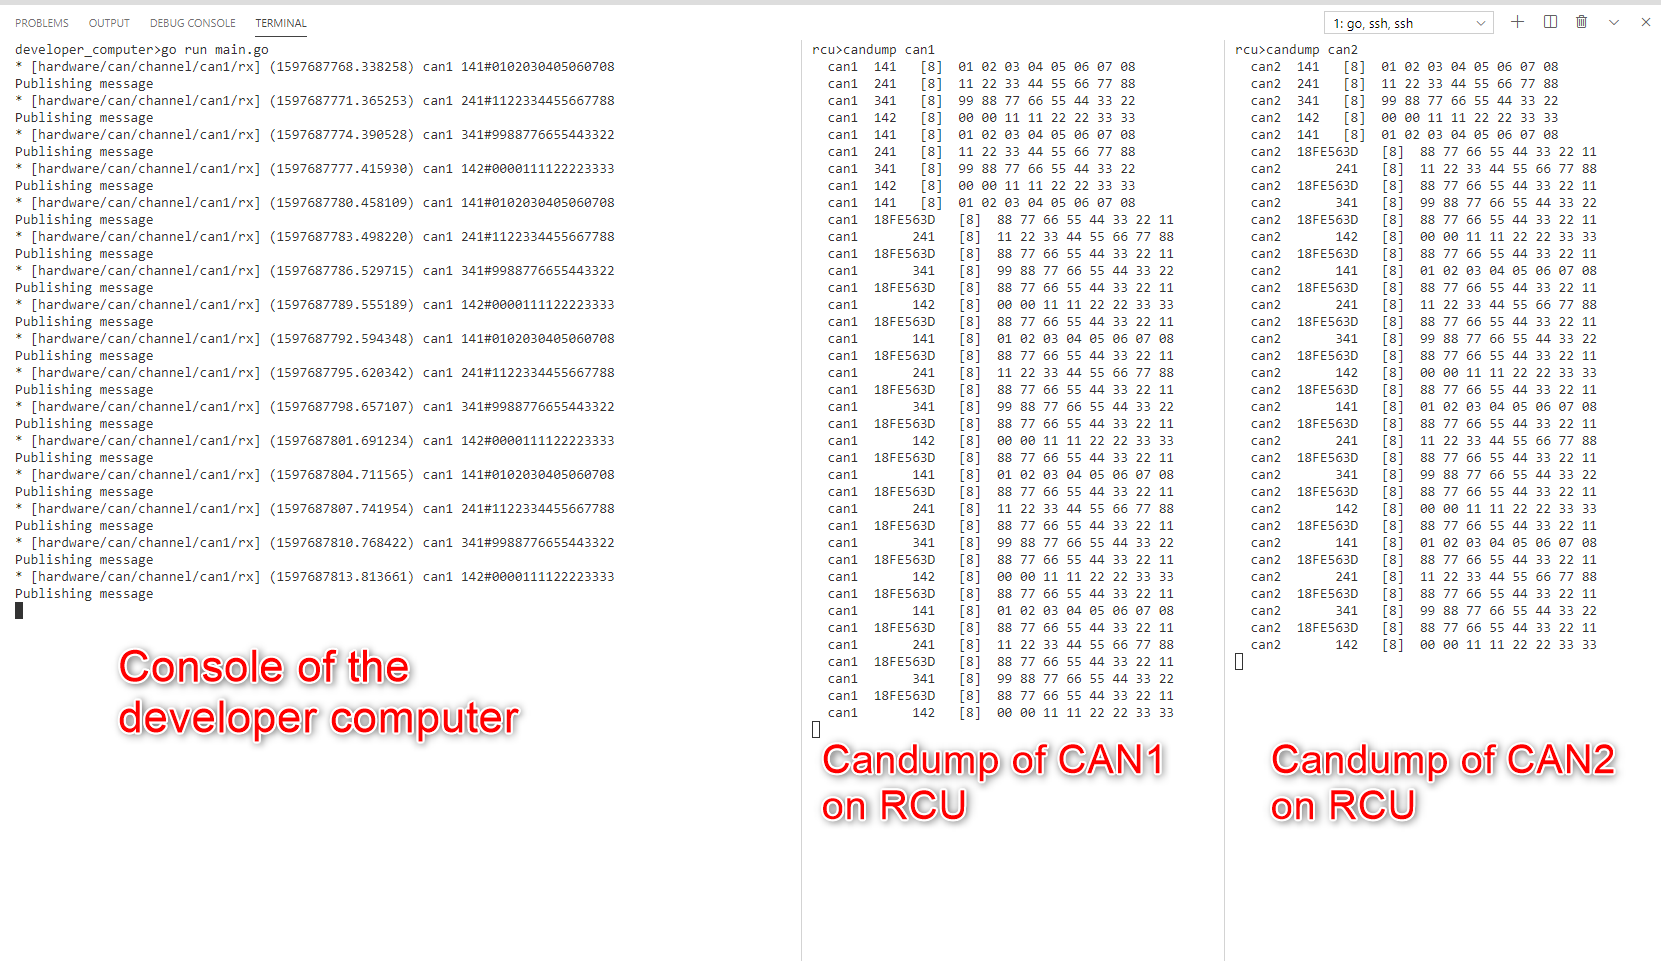 PROBLEMS OUTPUT DEBUG CONSOLE TERMINAL 1: go, ssh, ssh
developer_computer>go run main.go
* [hardware/can/channel/can1/rx] (1597687768.338258) can1 141#0102030405060708
Publishing message
* [hardware/can/channel/can1/rx] (1597687771.365253) can1 241#1122334455667788
Publishing message
* [hardware/can/channel/can1/rx] (1597687774.390528) can1 341#9988776655443322
Publishing message
* [hardware/can/channel/can1/rx] (1597687777.415930) can1 142#0000111122223333
Publishing message
* [hardware/can/channel/can1/rx] (1597687780.458109) can1 141#0102030405060708
Publishing message
* [hardware/can/channel/can1/rx] (1597687783.498220) can1 241#1122334455667788
Publishing message
* [hardware/can/channel/can1/rx] (1597687786.529715) can1 341#9988776655443322
Publishing message
* [hardware/can/channel/can1/rx] (1597687789.555189) can1 142#0000111122223333
Publishing message
* [hardware/can/channel/can1/rx] (1597687792.594348) can1 141#0102030405060708
Publishing message
* [hardware/can/channel/can1/rx] (1597687795.620342) can1 241#1122334455667788
Publishing message
* [hardware/can/channel/can1/rx] (1597687798.657107) can1 341#9988776655443322
Publishing message
* [hardware/can/channel/can1/rx] (1597687801.691234) can1 142#0000111122223333
Publishing message
* [hardware/can/channel/can1/rx] (1597687804.711565) can1 141#0102030405060708
Publishing message
* [hardware/can/channel/can1/rx] (1597687807.741954) can1 241#1122334455667788
Publishing message
* [hardware/can/channel/can1/rx] (1597687810.768422) can1 341#9988776655443322
Publishing message
* [hardware/can/channel/can1/rx] (1597687813.813661) can1 142#0000111122223333
Publishing message
Console of the
developer computer
rcu>candump can1
can1 141 [8] 01 02 03 04 05 06 07 08
can1 241 [8] 11 22 33 44 55 66 77 88
can1 341 [8] 99 88 77 66 55 44 33 22
can1 142 [8] 00 00 11 11 22 22 33 33
can1 141 [8] 01 02 03 04 05 06 07 08
can1 241 [8] 11 22 33 44 55 66 77 88
can1 341 [8] 99 88 77 66 55 44 33 22
can1 142 [8] 00 00 11 11 22 22 33 33
can1 141 [8] 01 02 03 04 05 06 07 08
can1 18FE563D [8] 88 77 66 55 44 33 22 11
can1 241 [8] 11 22 33 44 55 66 77 88
can1 18FE563D [8] 88 77 66 55 44 33 22 11
can1 341 [8] 99 88 77 66 55 44 33 22
can1 18FE563D [8] 88 77 66 55 44 33 22 11
can1 142 [8] 00 00 11 11 22 22 33 33
can1 18FE563D [8] 88 77 66 55 44 33 22 11
can1 141 [8] 01 02 03 04 05 06 07 08
can1 18FE563D [8] 88 77 66 55 44 33 22 11
can1 241 [8] 11 22 33 44 55 66 77 88
can1 18FE563D [8] 88 77 66 55 44 33 22 11
can1 341 [8] 99 88 77 66 55 44 33 22
can1 18FE563D [8] 88 77 66 55 44 33 22 11
can1 142 [8] 00 00 11 11 22 22 33 33
can1 18FE563D [8] 88 77 66 55 44 33 22 11
can1 141 [8] 01 02 03 04 05 06 07 08
can1 18FE563D [8] 88 77 66 55 44 33 22 11
can1 241 [8] 11 22 33 44 55 66 77 88
can1 18FE563D [8] 88 77 66 55 44 33 22 11
can1 341 [8] 99 88 77 66 55 44 33 22
can1 18FE563D [8] 88 77 66 55 44 33 22 11
can1 142 [8] 00 00 11 11 22 22 33 33
can1 18FE563D [8] 88 77 66 55 44 33 22 11
can1 141 [8] 01 02 03 04 05 06 07 08
can1 18FE563D [8] 88 77 66 55 44 33 22 11
can1 241 [8] 11 22 33 44 55 66 77 88
can1 18FE563D [8] 88 77 66 55 44 33 22 11
can1 341 [8] 99 88 77 66 55 44 33 22
can1 18FE563D [8] 88 77 66 55 44 33 22 11
can1 142 [8] 00 00 11 11 22 22 33 33
Candump of CAN1
on RCU
rcu>candump can2
can2 141 [8] 01 02 03 04 05 06 07 08
can2 241 [8] 11 22 33 44 55 66 77 88
can2 341 [8] 99 88 77 66 55 44 33 22
can2 142 [8] 00 00 11 11 22 22 33 33
can2 141 [8] 01 02 03 04 05 06 07 08
can2 18FE563D [8] 88 77 66 55 44 33 22 11
can2 241 [8] 11 22 33 44 55 66 77 88
can2 18FE563D [8] 88 77 66 55 44 33 22 11
can2 341 [8] 99 88 77 66 55 44 33 22
can2 18FE563D [8] 88 77 66 55 44 33 22 11
can2 142 [8] 00 00 11 11 22 22 33 33
can2 18FE563D [8] 88 77 66 55 44 33 22 11
can2 141 [8] 01 02 03 04 05 06 07 08
can2 18FE563D [8] 88 77 66 55 44 33 22 11
can2 241 [8] 11 22 33 44 55 66 77 88
can2 18FE563D [8] 88 77 66 55 44 33 22 11
can2 341 [8] 99 88 77 66 55 44 33 22
can2 18FE563D [8] 88 77 66 55 44 33 22 11
can2 142 [8] 00 00 11 11 22 22 33 33
can2 18FE563D [8] 88 77 66 55 44 33 22 11
can2 141 [8] 01 02 03 04 05 06 07 08
can2 18FE563D [8] 88 77 66 55 44 33 22 11
can2 241 [8] 11 22 33 44 55 66 77 88
can2 18FE563D [8] 88 77 66 55 44 33 22 11
can2 341 [8] 99 88 77 66 55 44 33 22
can2 18FE563D [8] 88 77 66 55 44 33 22 11
can2 142 [8] 00 00 11 11 22 22 33 33
can2 18FE563D [8] 88 77 66 55 44 33 22 11
can2 141 [8] 01 02 03 04 05 06 07 08
can2 18FE563D [8] 88 77 66 55 44 33 22 11
can2 241 [8] 11 22 33 44 55 66 77 88
can2 18FE563D [8] 88 77 66 55 44 33 22 11
can2 341 [8] 99 88 77 66 55 44 33 22
can2 18FE563D [8] 88 77 66 55 44 33 22 11
can2 142 [8] 00 00 11 11 22 22 33 33
Candump of CAN2
on RCU